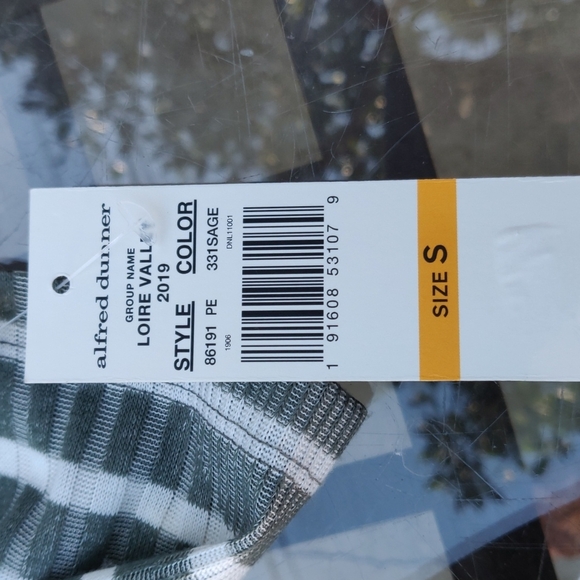 alfred dunner
GROUP NAME
LOIRE VALL
2019
STYLE COLOR
86191 PE 331SAGE
1906 DNL11001
1 91608 53107 9
SIZE S